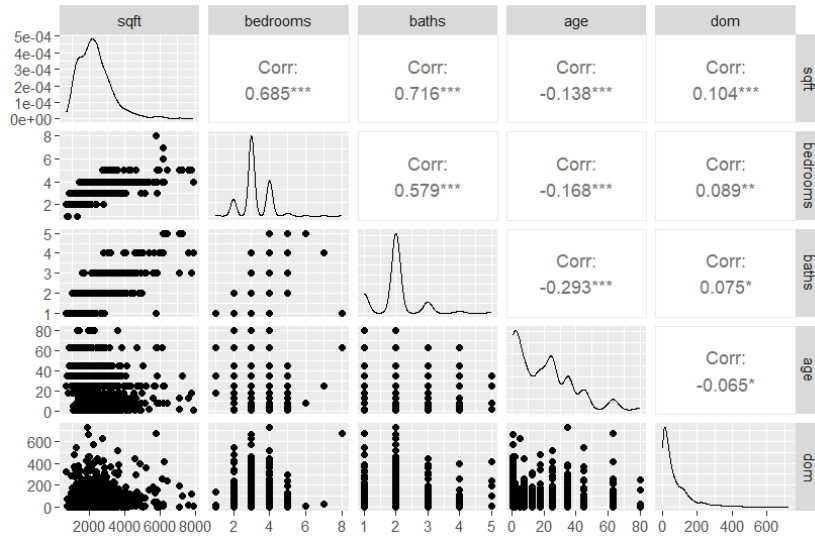 sqft bedrooms baths age dom
5e-04
4e-04
3e-04
2e-04
1e-04
0e+00
Corr:
0.685***
Corr:
0.716***
Corr:
-0.138***
Corr:
0.104***
sqft
8
6
4
2
Corr:
0.579***
Corr:
-0.168***
Corr:
0.089**
bedrooms
5
4
3
2
1
Corr:
-0.293***
Corr:
0.075*
baths
80
60
40
20
0
Corr:
-0.065*
age
600
400
200
0
dom
2000 4000 6000 8000 2 4 6 8 1 2 3 4 5 0 20 40 60 80 0 200 400 600